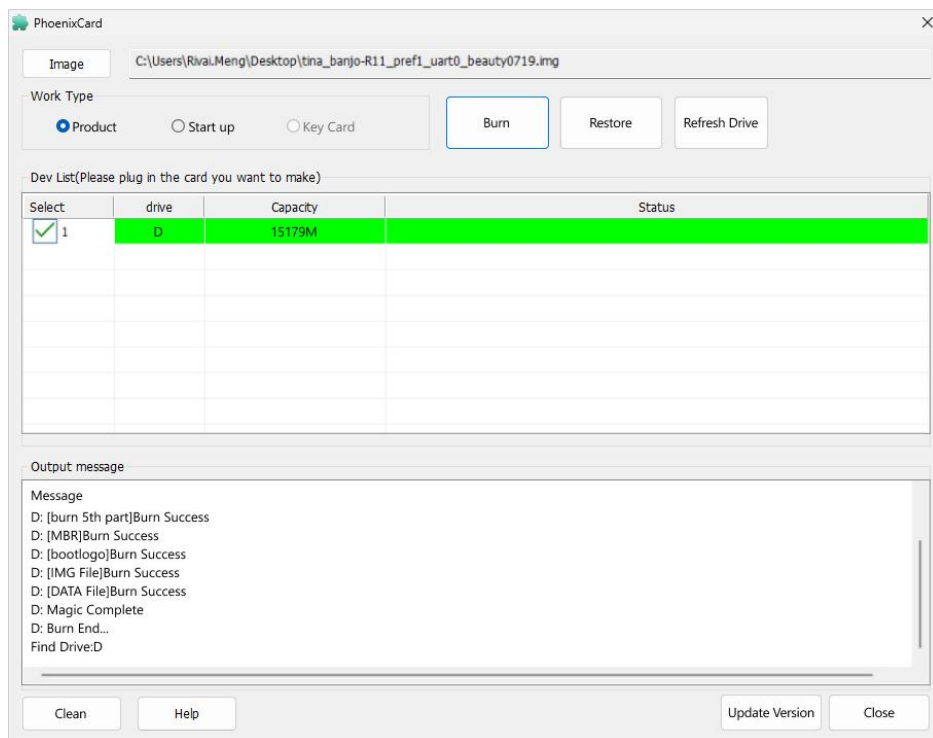 PhoenixCard
Image
C:\Users\Rivai.Meng\Desktop\tina_banjo-R11_pref1_uart0_beauty0719.img
Work Type
Product Start up Key Card
Burn Restore Refresh Drive
Dev List(Please plug in the card you want to make)
Select drive Capacity Status
1 D 15179M
Output message
Message
D: [burn 5th part]Burn Success
D: [MBR]Burn Success
D: [bootlogo]Burn Success
D: [IMG File]Burn Success
D: [DATA File]Burn Success
D: Magic Complete
D: Burn End...
Find Drive:D
Clean Help Update Version Close